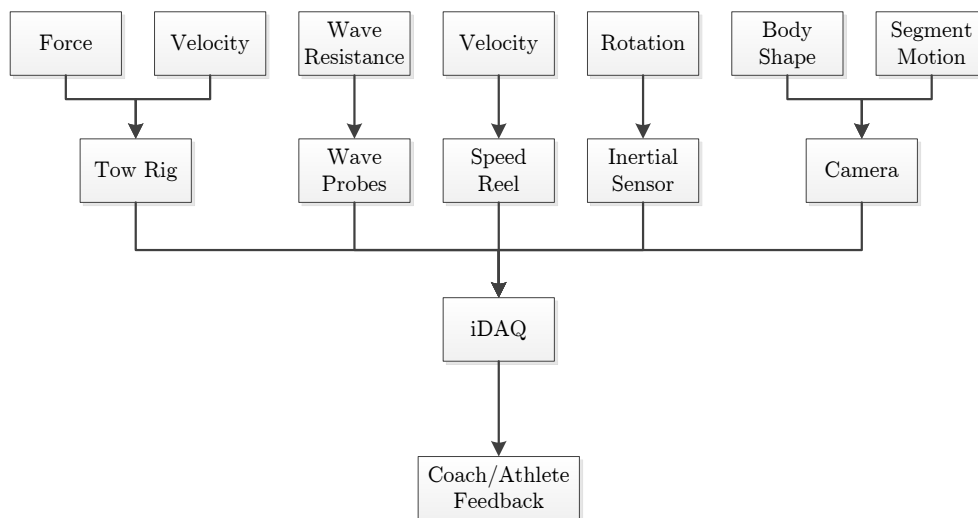 Force
Velocity
Wave
Resistance
Velocity
Rotation
Body
Shape
Segment
Motion
Tow Rig
Wave
Probes
Speed
Reel
Inertial
Sensor
Camera
iDAQ
Coach/Athlete
Feedback